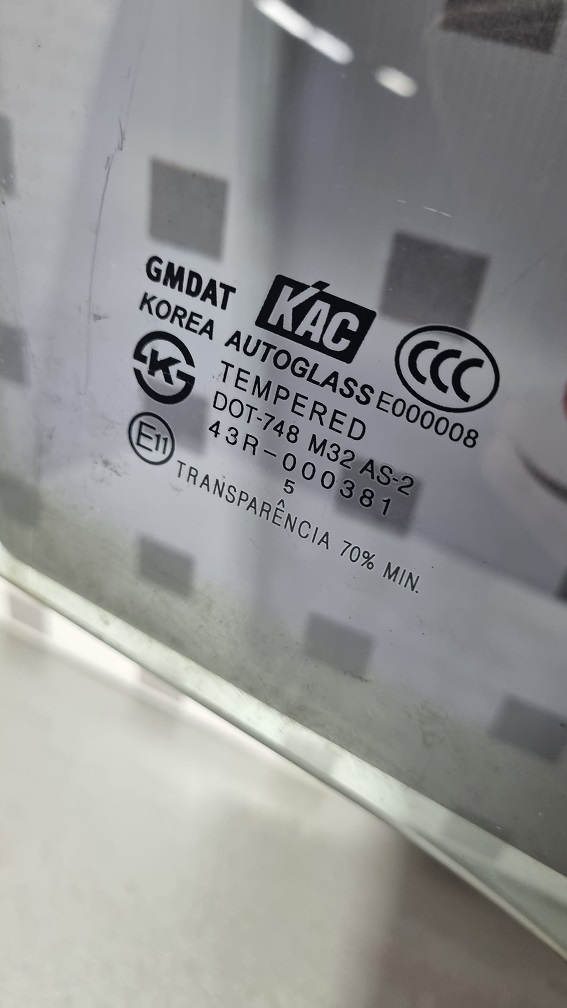 GMDAT KAC
KOREA AUTOGLASS CCC
K TEMPERED E000008
DOT-748 M32 AS-2
E11 43R-000381
5
TRANSPARÊNCIA 70% MIN.